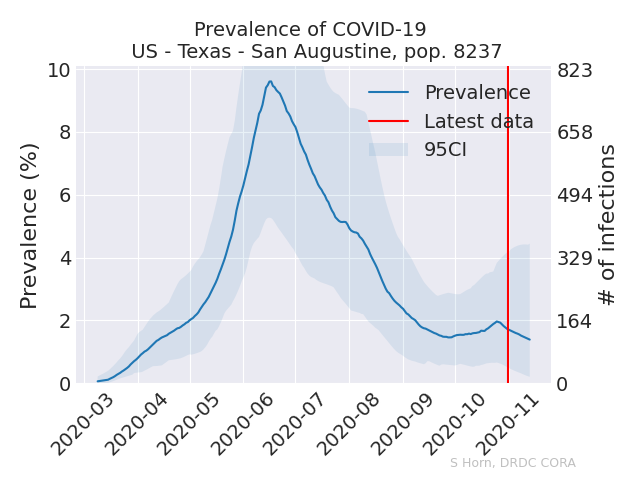 Prevalence of COVID-19
US - Texas - San Augustine, pop. 8237
10
8
6
4
2
0
Prevalence (%)
823
658
494
329
164
0
# of infections
Prevalence
Latest data
95CI
2020-03
2020-04
2020-05
2020-06
2020-07
2020-08
2020-09
2020-10
2020-11
S Horn, DRDC CORA